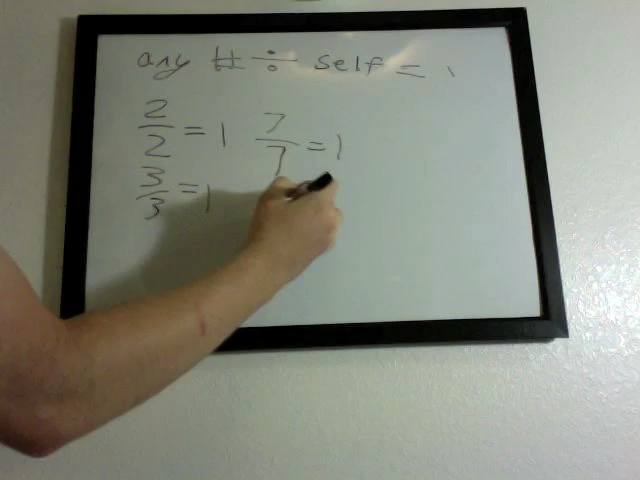 any # ÷ self = 1
2/2 = 1 7/7 = 1
3/3 = 1